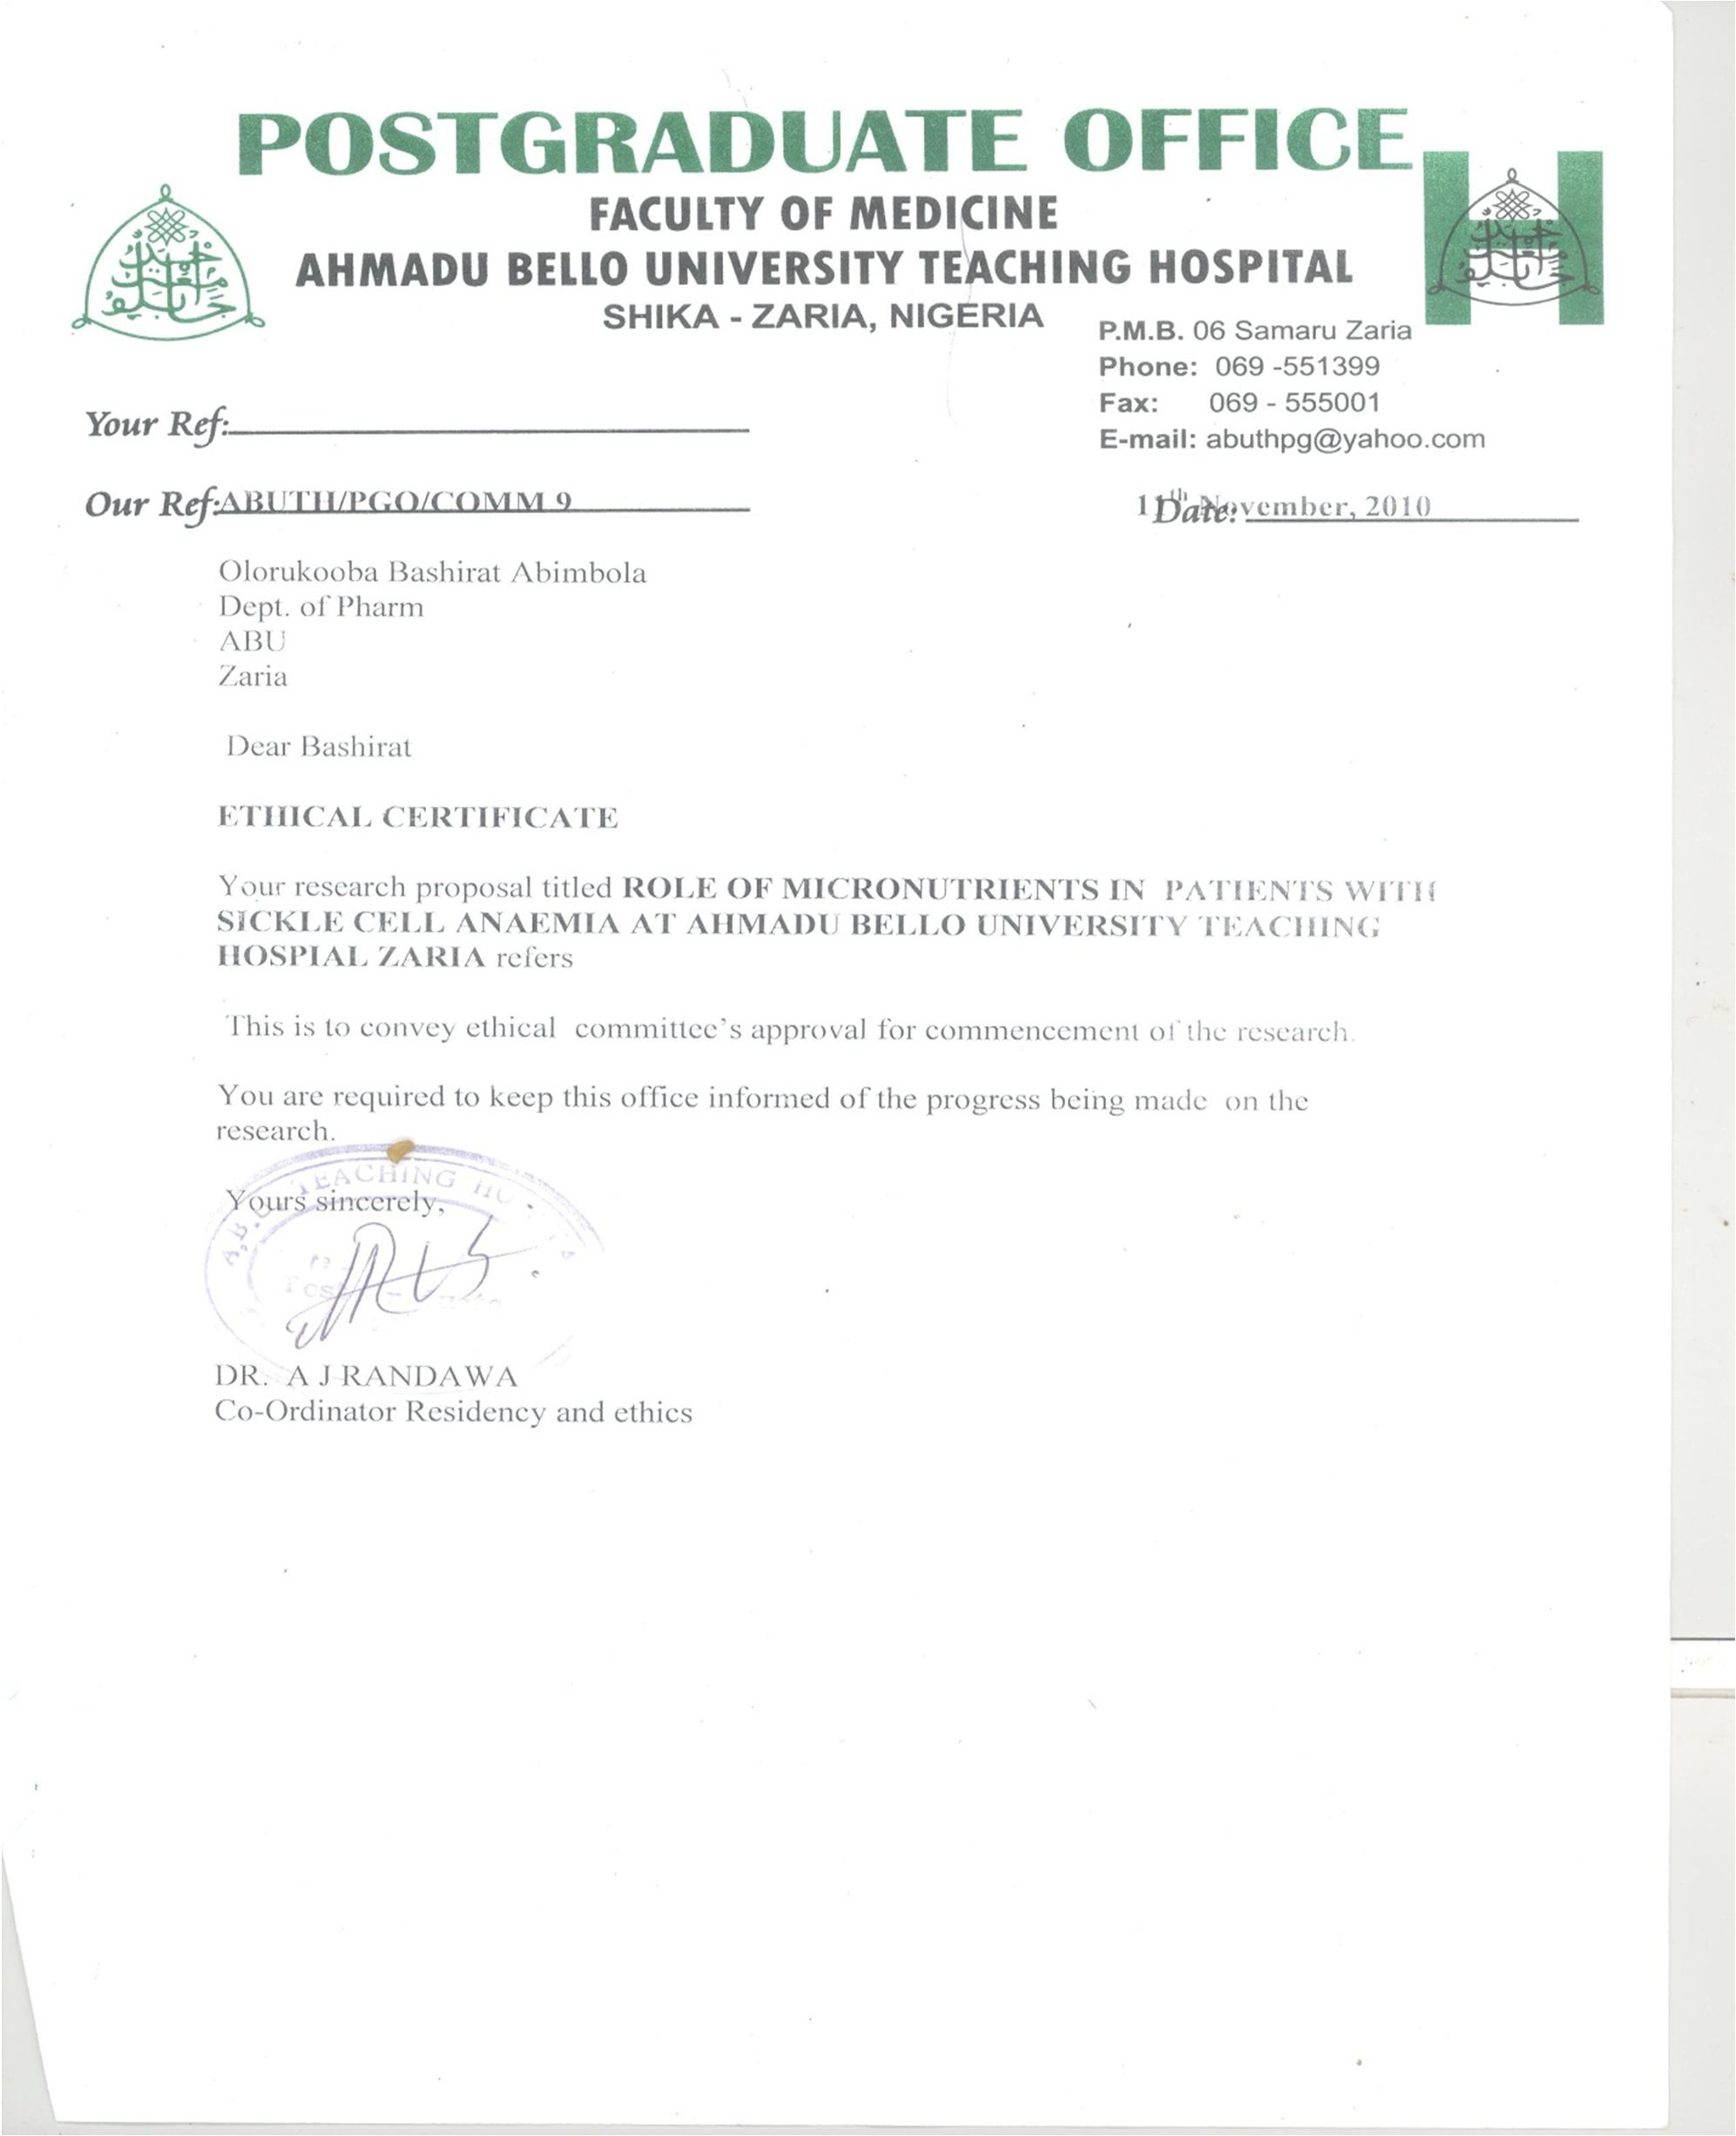 POSTGRADUATE OFFICE
FACULTY OF MEDICINE
AHMADU BELLO UNIVERSITY TEACHING HOSPITAL
SHIKA - ZARIA, NIGERIA
P.M.B. 06 Samaru Zaria
Phone: 069 -551399
Fax: 069 - 555001
E-mail: abuthpg@yahoo.com
Your Ref:
Our Ref: ABUTH/PGO/COMM 9
Date: 11th November, 2010
Olorukooba Bashirat Abimbola
Dept. of Pharm
ABU
Zaria
Dear Bashirat
ETHICAL CERTIFICATE
Your research proposal titled ROLE OF MICRONUTRIENTS IN PATIENTS WITH
SICKLE CELL ANAEMIA AT AHMADU BELLO UNIVERSITY TEACHING
HOSPIAL ZARIA refers
This is to convey ethical committee's approval for commencement of the research.
You are required to keep this office informed of the progress being made on the
research.
TEACHING
Yours sincerely,
DR. A J RANDAWA
Co-Ordinator Residency and ethics